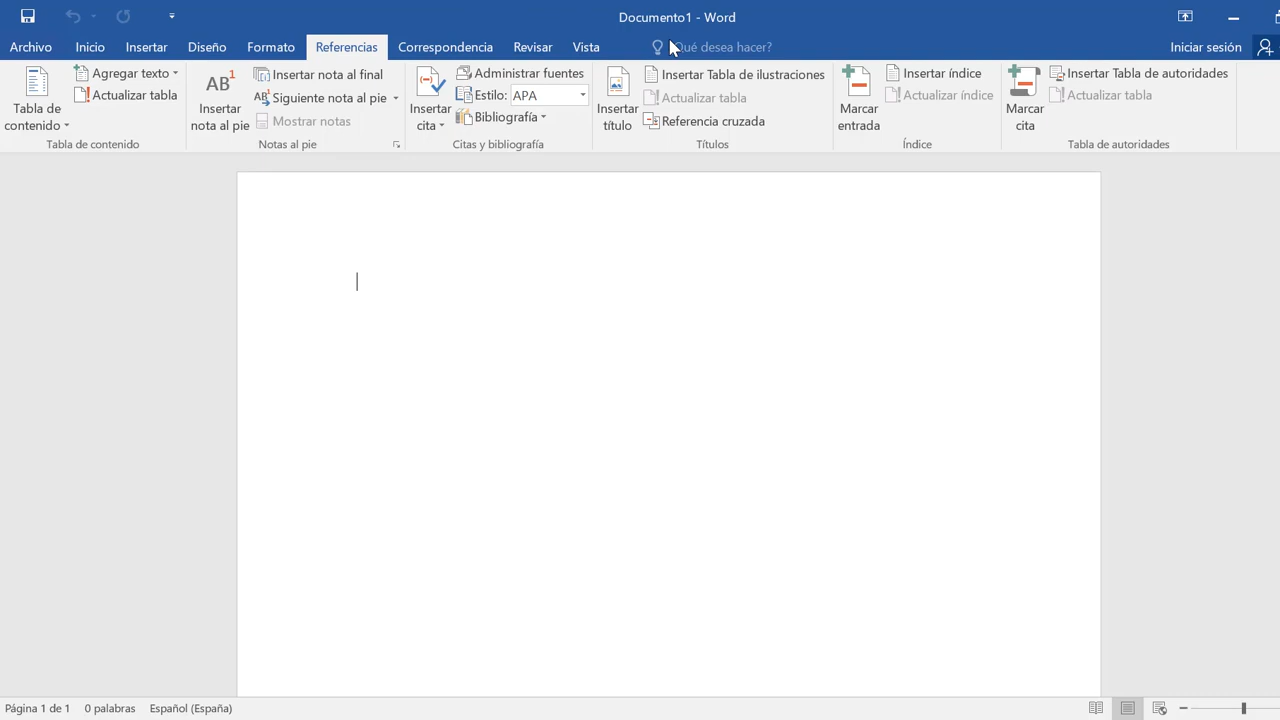 Documento1 - Word
Archivo Inicio Insertar Diseño Formato Referencias Correspondencia Revisar Vista Qué desea hacer? Iniciar sesión
Tabla de contenido
Agregar texto
Actualizar tabla
Tabla de contenido
AB1
Insertar nota al pie
Insertar nota al final
Siguiente nota al pie
Mostrar notas
Notas al pie
Insertar cita
Administrar fuentes
Estilo: APA
Bibliografía
Citas y bibliografía
Insertar título
Insertar Tabla de ilustraciones
Actualizar tabla
Referencia cruzada
Títulos
Marcar entrada
Insertar índice
Actualizar índice
Índice
Marcar cita
Insertar Tabla de autoridades
Actualizar tabla
Tabla de autoridades
Página 1 de 1 0 palabras Español (España)